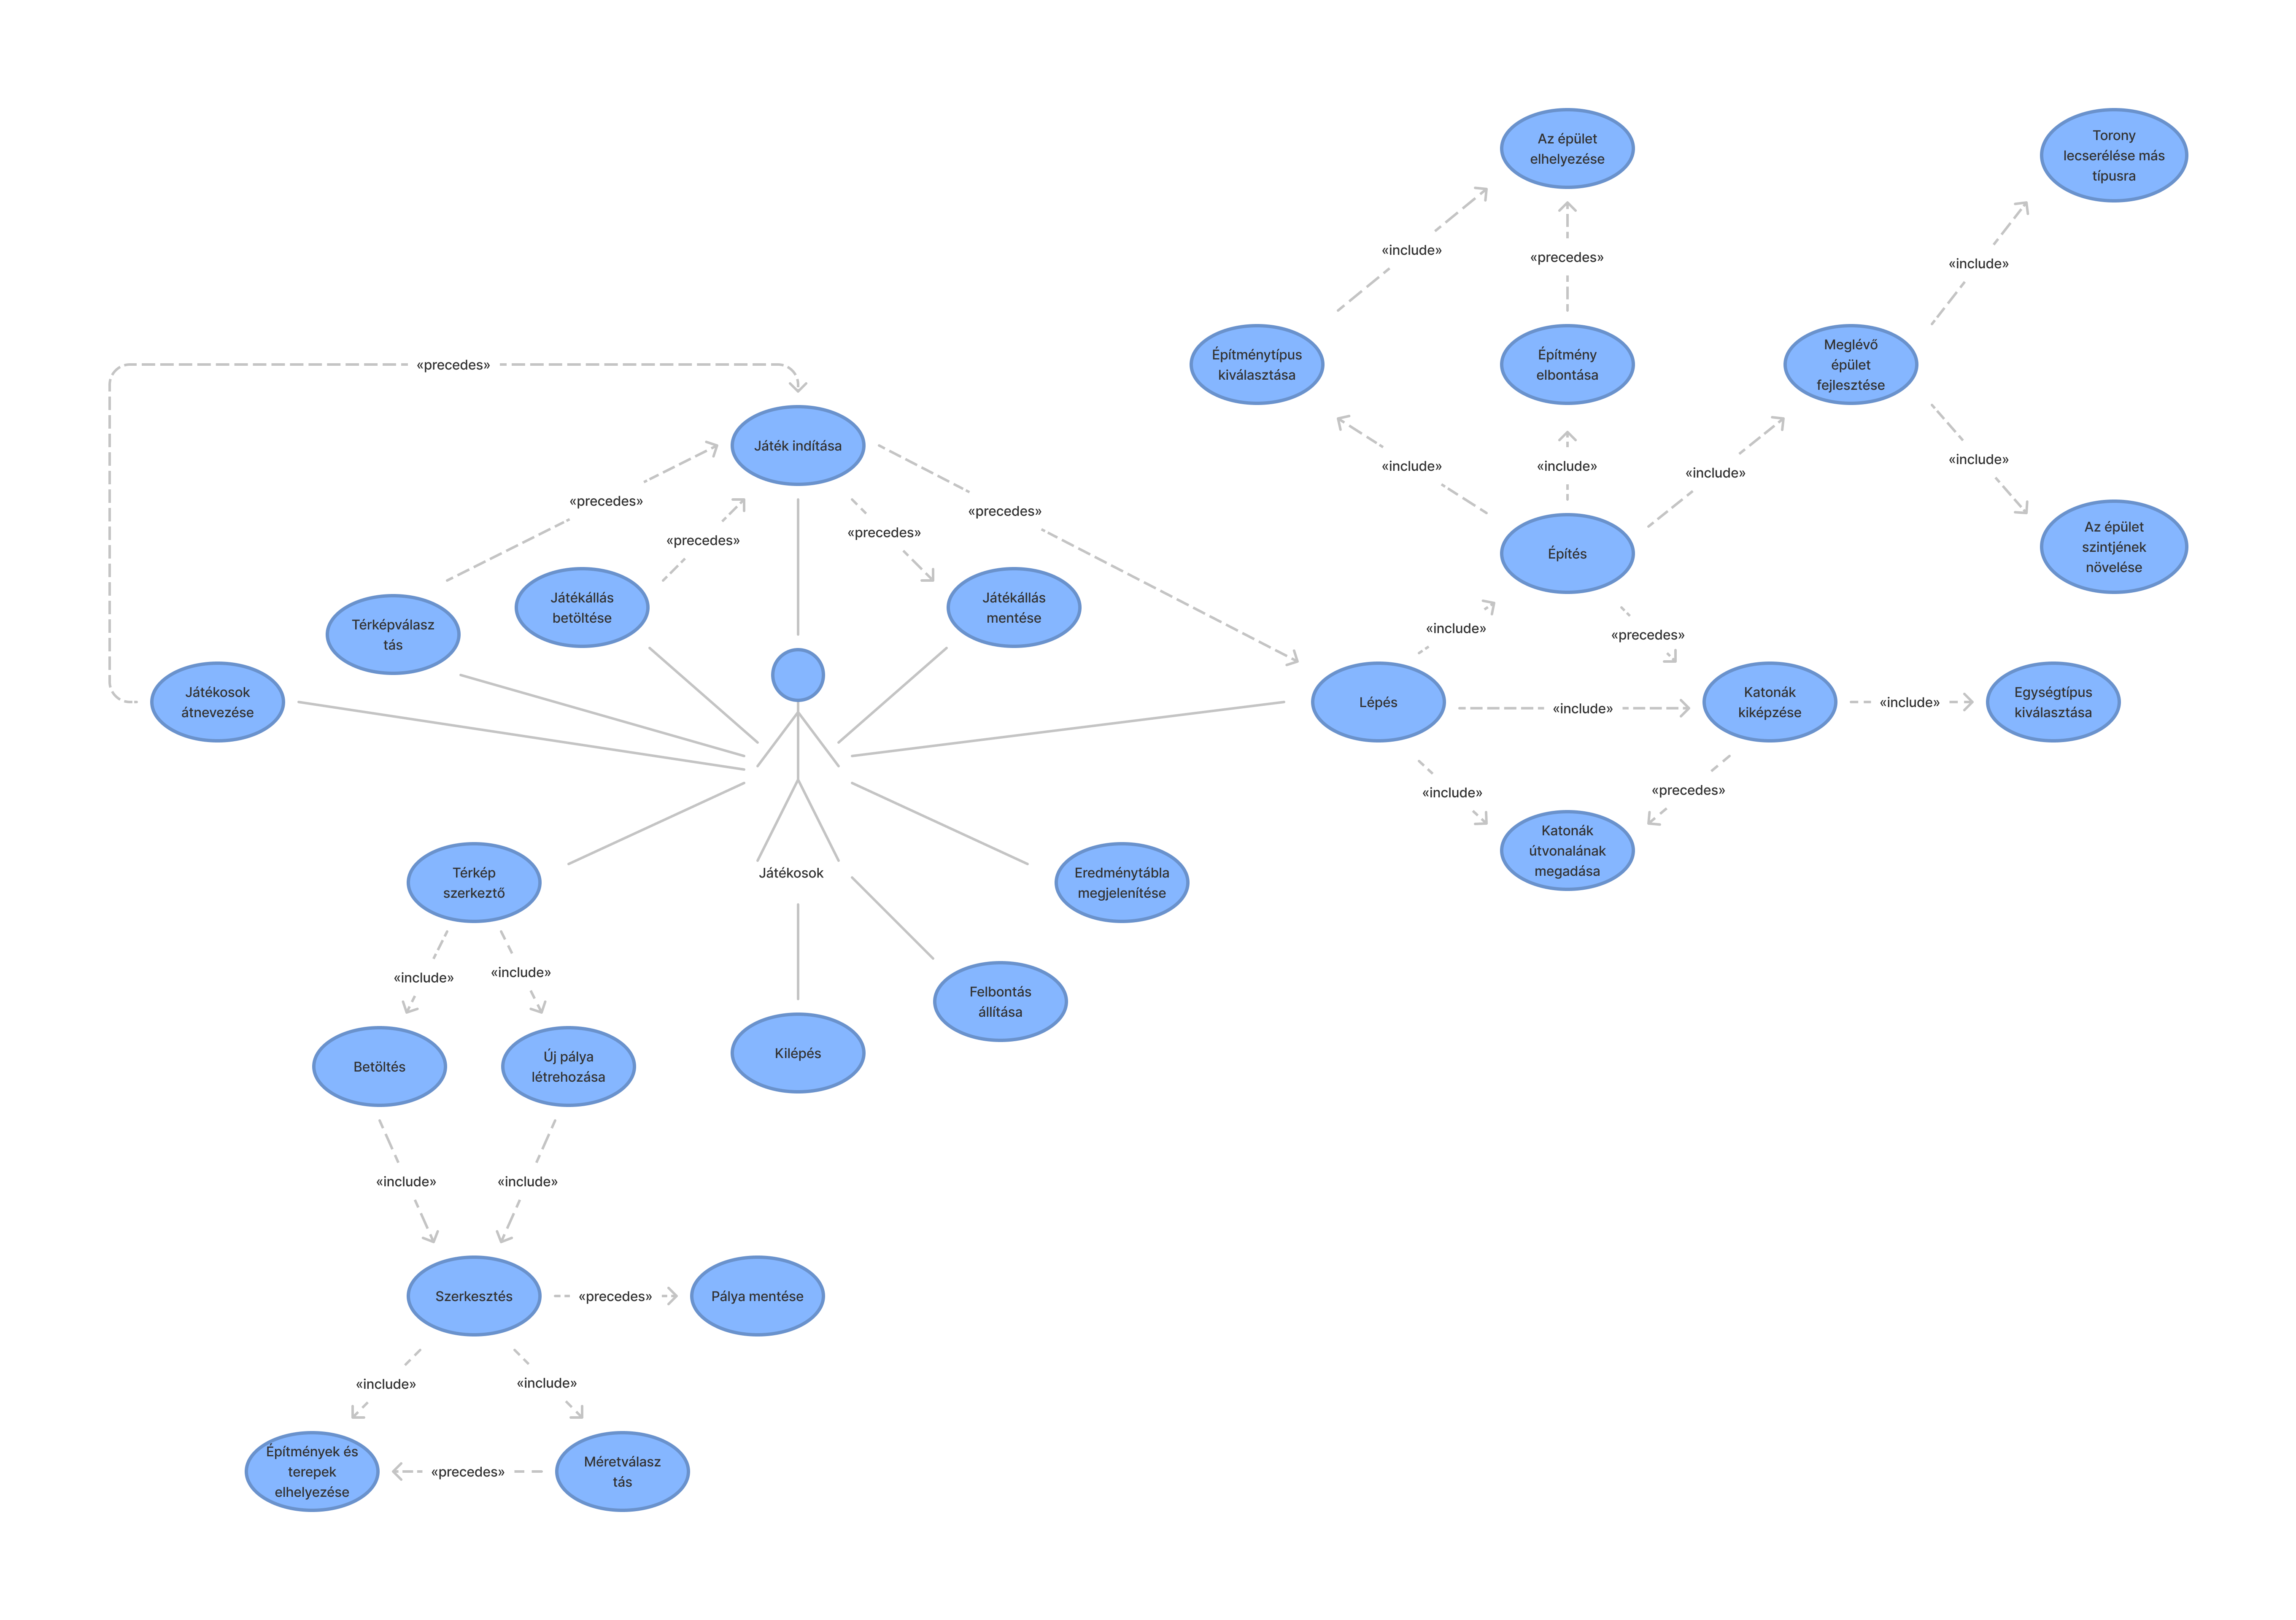 Az épület
elhelyezése
Torony
lecserélése más
típusra
«include»
«precedes»
«include»
Építménytípus
kiválasztása
Építmény
elbontása
Meglévő
épület
fejlesztése
«precedes»
Játék indítása
«include»
«include»
«include»
«include»
«precedes»
«precedes»
«precedes»
«precedes»
Építés
Az épület
szintjének
növelése
Játékállás
betöltése
Játékállás
mentése
Térképválasz
tás
«include»
«precedes»
Játékosok
átnevezése
Lépés
«include»
Katonák
kiképzése
«include»
Egységtípus
kiválasztása
«include»
«precedes»
Katonák
útvonalának
megadása
Térkép
szerkeztő
Játékosok
Eredménytábla
megjelenítése
«include»
«include»
Felbontás
állítása
Betöltés
Új pálya
létrehozása
Kilépés
«include»
«include»
Szerkesztés
«precedes»
Pálya mentése
«include»
«include»
Építmények és
terepek
elhelyezése
«precedes»
Méretválasz
tás